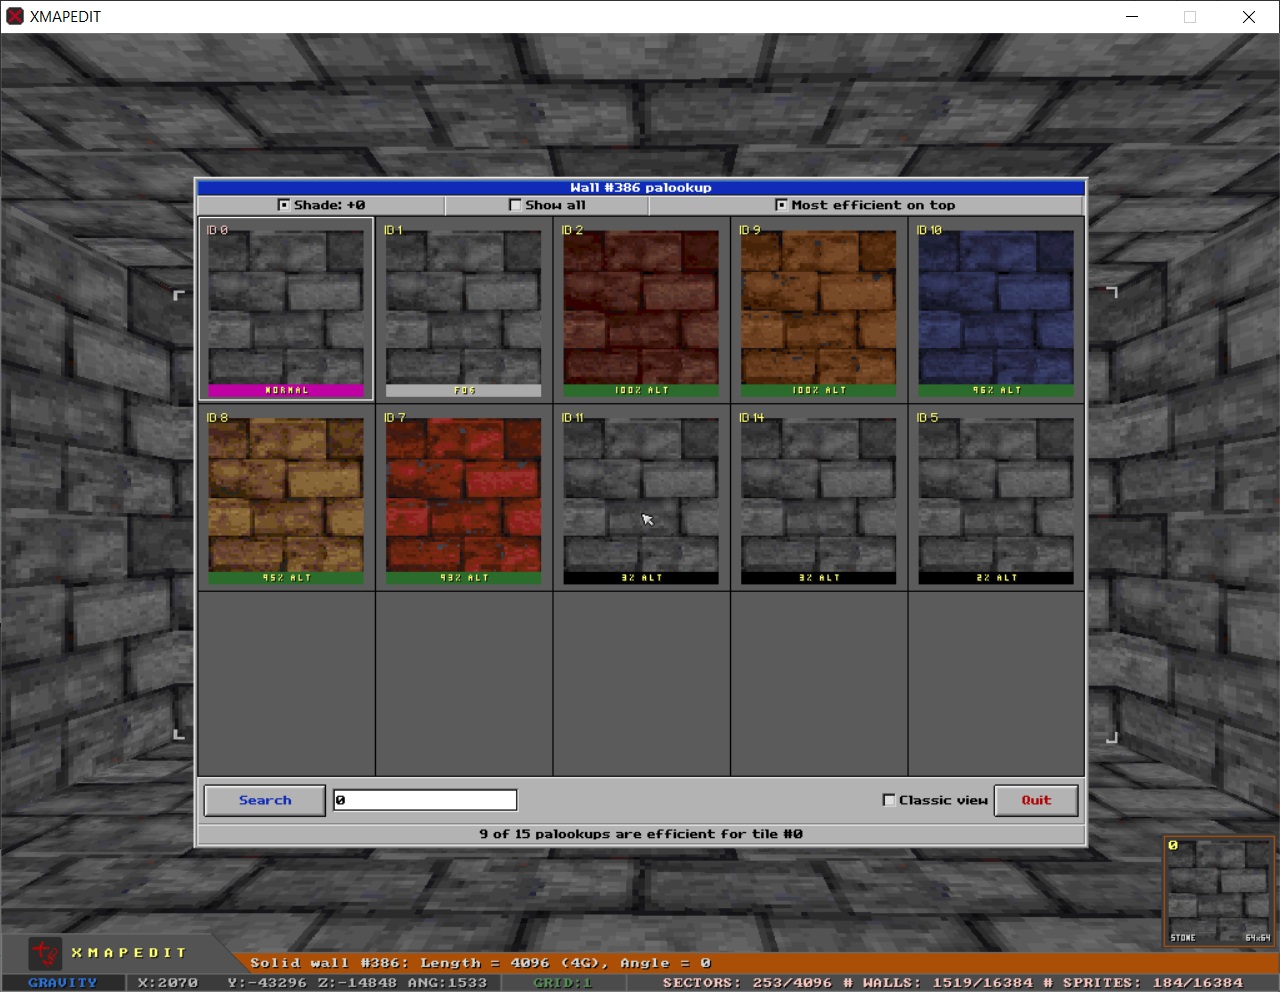 XMAPEDIT
Wall #386 palookup
Shade: +0 Show all Most efficient on top
ID 0 ID 1 ID 2 ID 9 ID 10
NORMAL FOG 100% ALT 100% ALT 96% ALT
ID 8 ID 7 ID 11 ID 14 ID 5
95% ALT 93% ALT 3% ALT 3% ALT 2% ALT
Search 0 Classic view Quit
9 of 15 palookups are efficient for tile #0
0
STONE 64x64
XMAPEDIT
Solid wall #386: Length = 4096 (4G), Angle = 0
GRAVITY X:2070 Y:-43296 Z:-14848 ANG:1533 GRID:1 SECTORS: 253/4096 # WALLS: 1519/16384 # SPRITES: 184/16384